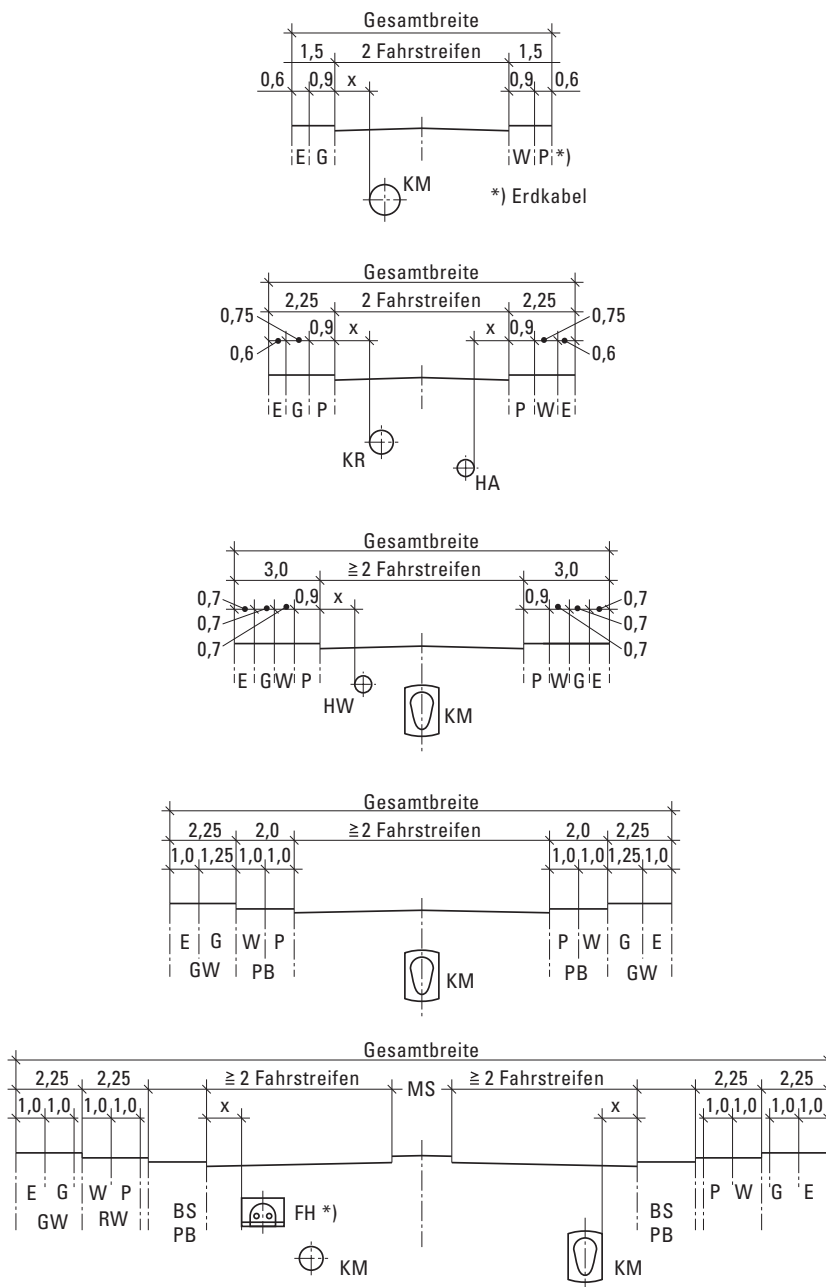 Gesamtbreite
1,5 2 Fahrstreifen 1,5
0,6 0,9 x 0,9 0,6
E G W P *)
KM
*) Erdkabel
Gesamtbreite
2,25 2 Fahrstreifen 2,25
0,75 0,9 x x 0,9 0,75
0,6 0,6
E G P P W E
KR
HA
Gesamtbreite
3,0 ≧ 2 Fahrstreifen 3,0
0,7 0,9 x 0,9 0,7
0,7 0,7
0,7 0,7
E G W P P W G E
HW KM
Gesamtbreite
2,25 2,0 ≧ 2 Fahrstreifen 2,0 2,25
1,0 1,25 1,0 1,0 1,0 1,0 1,25 1,0
E G W P P W G E
GW PB KM PB GW
Gesamtbreite
2,25 2,25 ≧ 2 Fahrstreifen MS ≧ 2 Fahrstreifen 2,25 2,25
1,0 1,0 1,0 1,0 x x 1,0 1,0 1,0 1,0
E G W P P W G E
GW RW BS FH *) BS
PB PB
KM KM